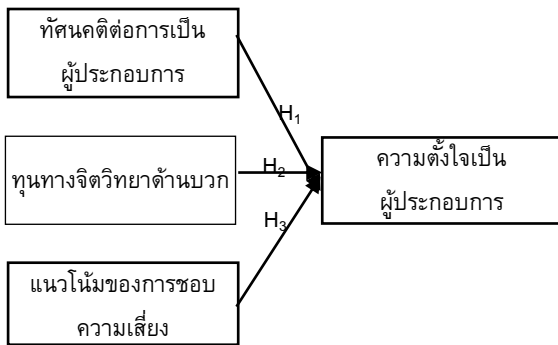 ทัศนคติต่อการเป็น
ผู้ประกอบการ
H₁
ทุนทางจิตวิทยาด้านบวก
H₂
ความตั้งใจเป็น
ผู้ประกอบการ
H₃
แนวโน้มของการชอบ
ความเสี่ยง